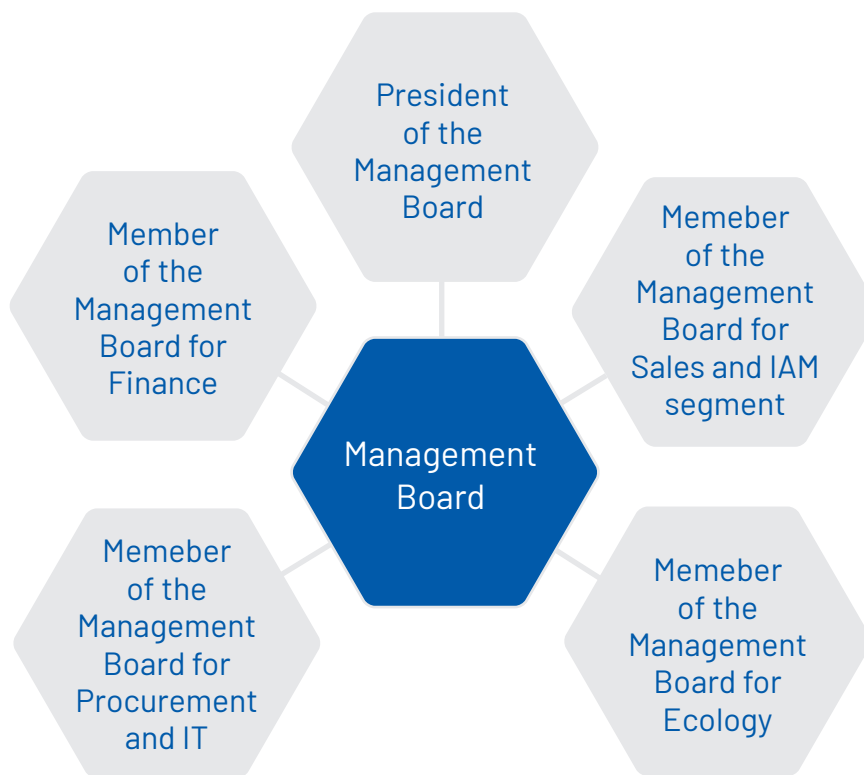 President
of the
Management
Board
Member
of the
Management
Board for
Finance
Memeber
of the
Management
Board for
Sales and IAM
segment
Management
Board
Memeber
of the
Management
Board for
Procurement
and IT
Memeber
of the
Management
Board for
Ecology